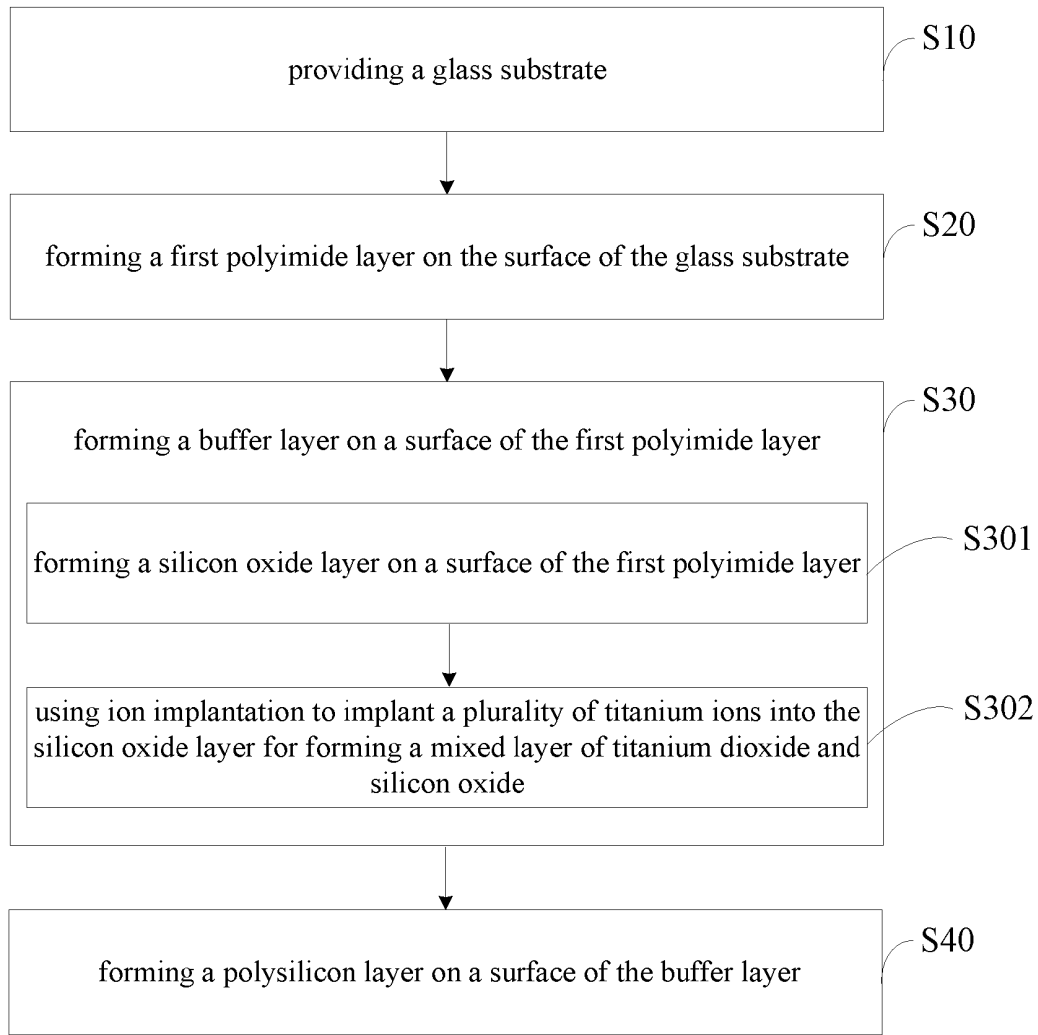 S10
providing a glass substrate
S20
forming a first polyimide layer on the surface of the glass substrate
S30
forming a buffer layer on a surface of the first polyimide layer
S301
forming a silicon oxide layer on a surface of the first polyimide layer
S302
using ion implantation to implant a plurality of titanium ions into the
silicon oxide layer for forming a mixed layer of titanium dioxide and
silicon oxide
S40
forming a polysilicon layer on a surface of the buffer layer